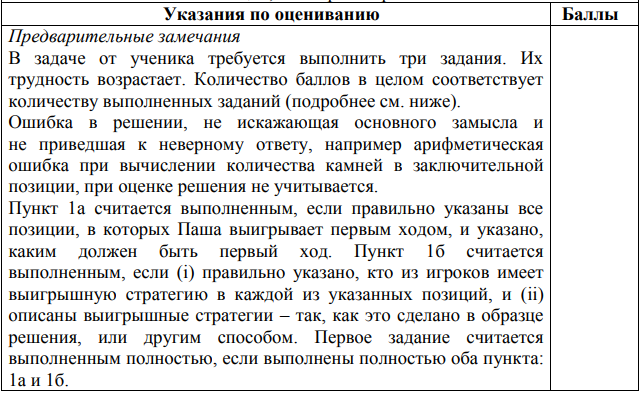 Указания по оцениванию Баллы
Предварительные замечания
В задаче от ученика требуется выполнить три задания. Их
трудность возрастает. Количество баллов в целом соответствует
количеству выполненных заданий (подробнее см. ниже).
Ошибка в решении, не искажающая основного замысла и
не приведшая к неверному ответу, например арифметическая
ошибка при вычислении количества камней в заключительной
позиции, при оценке решения не учитывается.
Пункт 1а считается выполненным, если правильно указаны все
позиции, в которых Паша выигрывает первым ходом, и указано,
каким должен быть первый ход. Пункт 1б считается
выполненным, если (i) правильно указано, кто из игроков имеет
выигрышную стратегию в каждой из указанных позиций, и (ii)
описаны выигрышные стратегии – так, как это сделано в образце
решения, или другим способом. Первое задание считается
выполненным полностью, если выполнены полностью оба пункта:
1а и 1б.